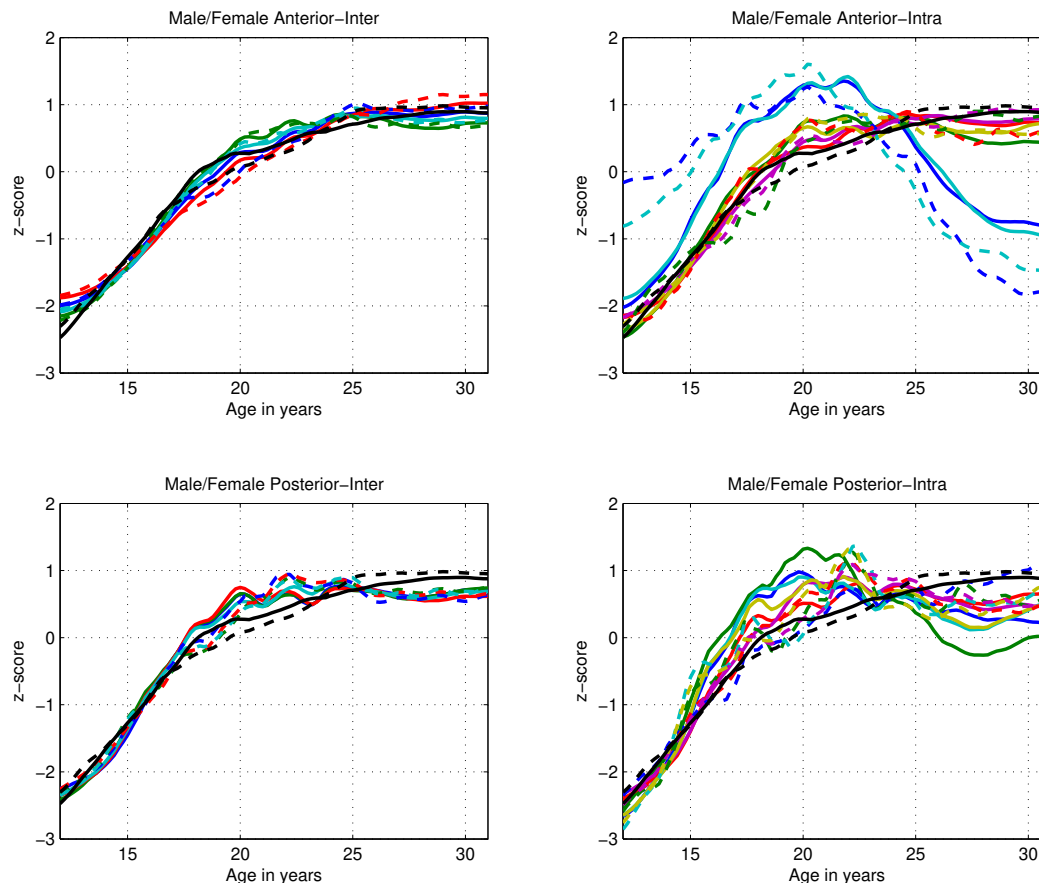 Male/Female Anterior−Inter
2
1
0
−1
−2
−3
z−score
15 20 25 30
Age in years
Male/Female Anterior−Intra
2
1
0
−1
−2
−3
z−score
15 20 25 30
Age in years
Male/Female Posterior−Inter
2
1
0
−1
−2
−3
z−score
15 20 25 30
Age in years
Male/Female Posterior−Intra
2
1
0
−1
−2
−3
z−score
15 20 25 30
Age in years